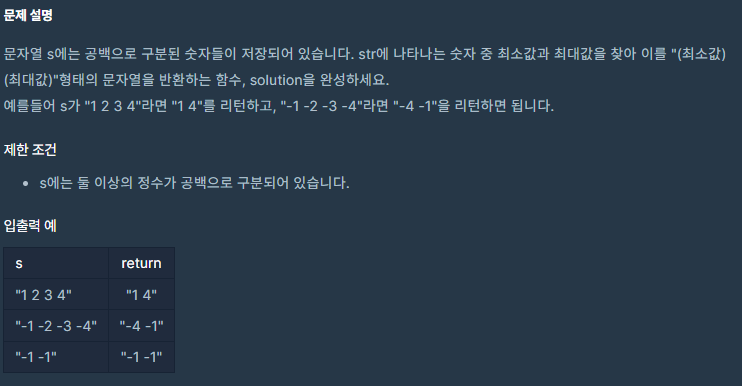 문제 설명
문자열 s에는 공백으로 구분된 숫자들이 저장되어 있습니다. str에 나타나는 숫자 중 최소값과 최대값을 찾아 이를 "(최소값)
(최대값)"형태의 문자열을 반환하는 함수, solution을 완성하세요.
예를들어 s가 "1 2 3 4"라면 "1 4"를 리턴하고, "-1 -2 -3 -4"라면 "-4 -1"을 리턴하면 됩니다.
제한 조건
• s에는 둘 이상의 정수가 공백으로 구분되어 있습니다.
입출력 예
s return
"1 2 3 4" "1 4"
"-1 -2 -3 -4" "-4 -1"
"-1 -1" "-1 -1"